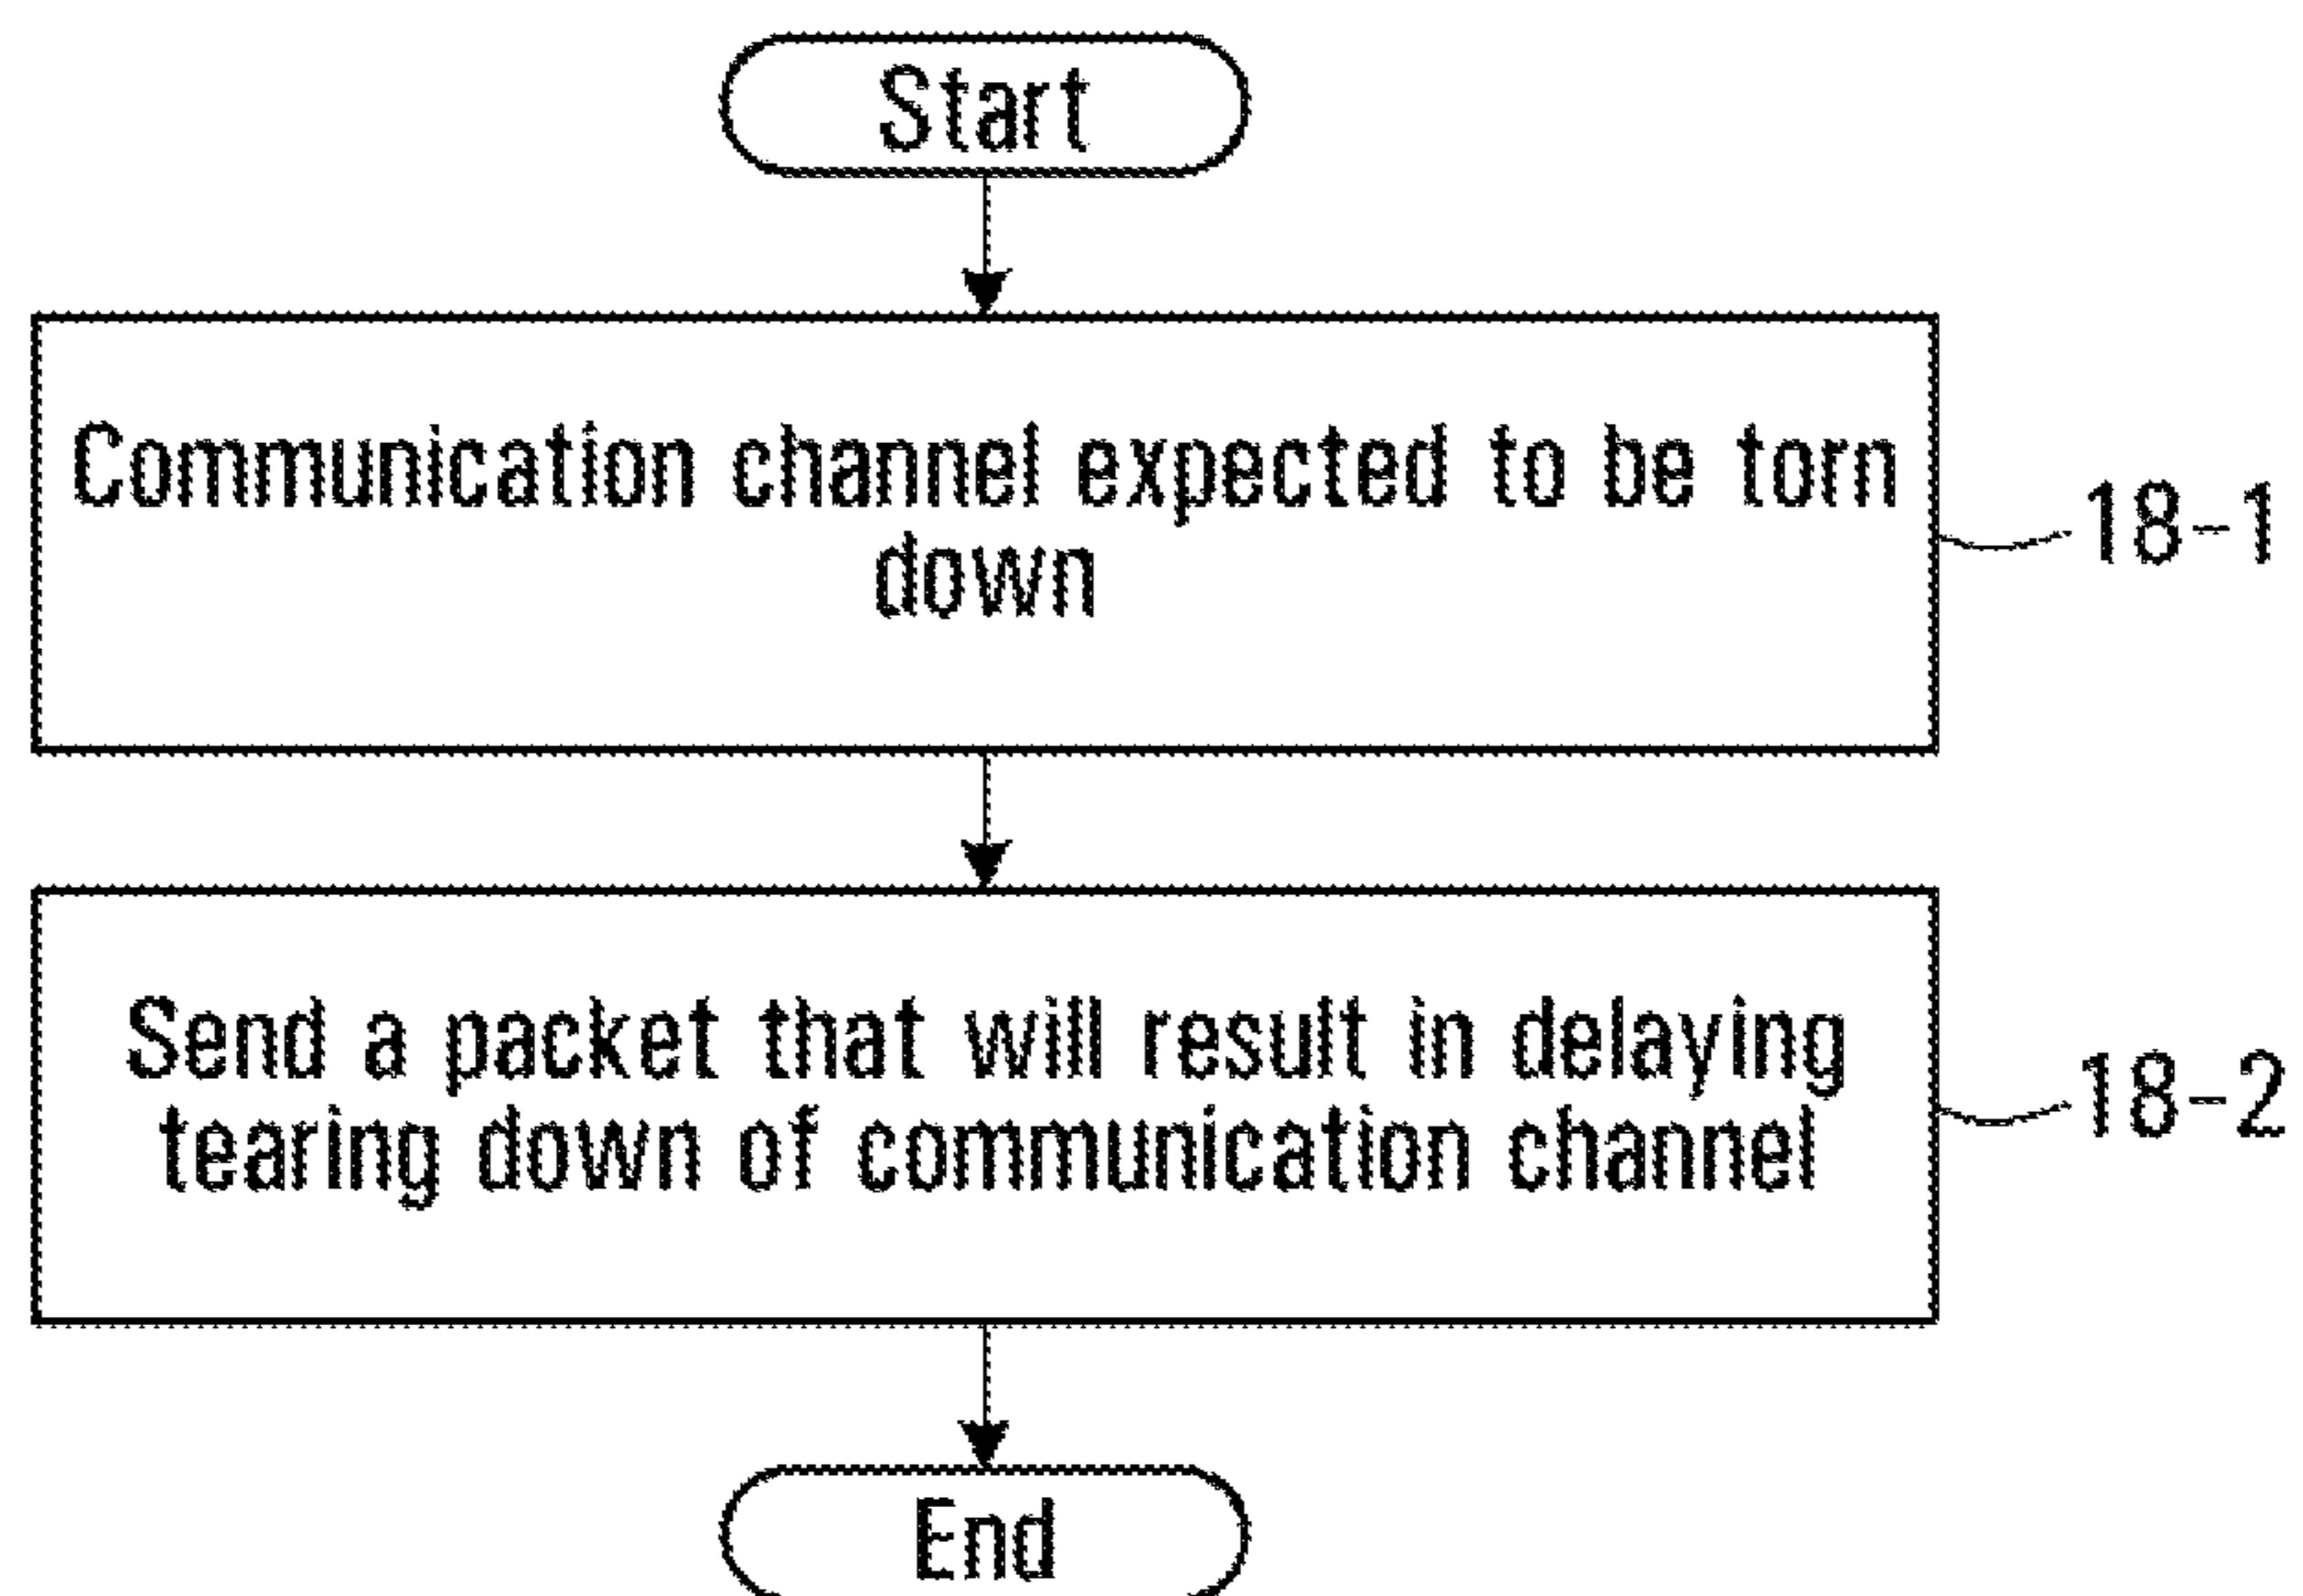 Start
Communication channel expected to be torn
down
18-1
Send a packet that will result in delaying
tearing down of communication channel
18-2
End